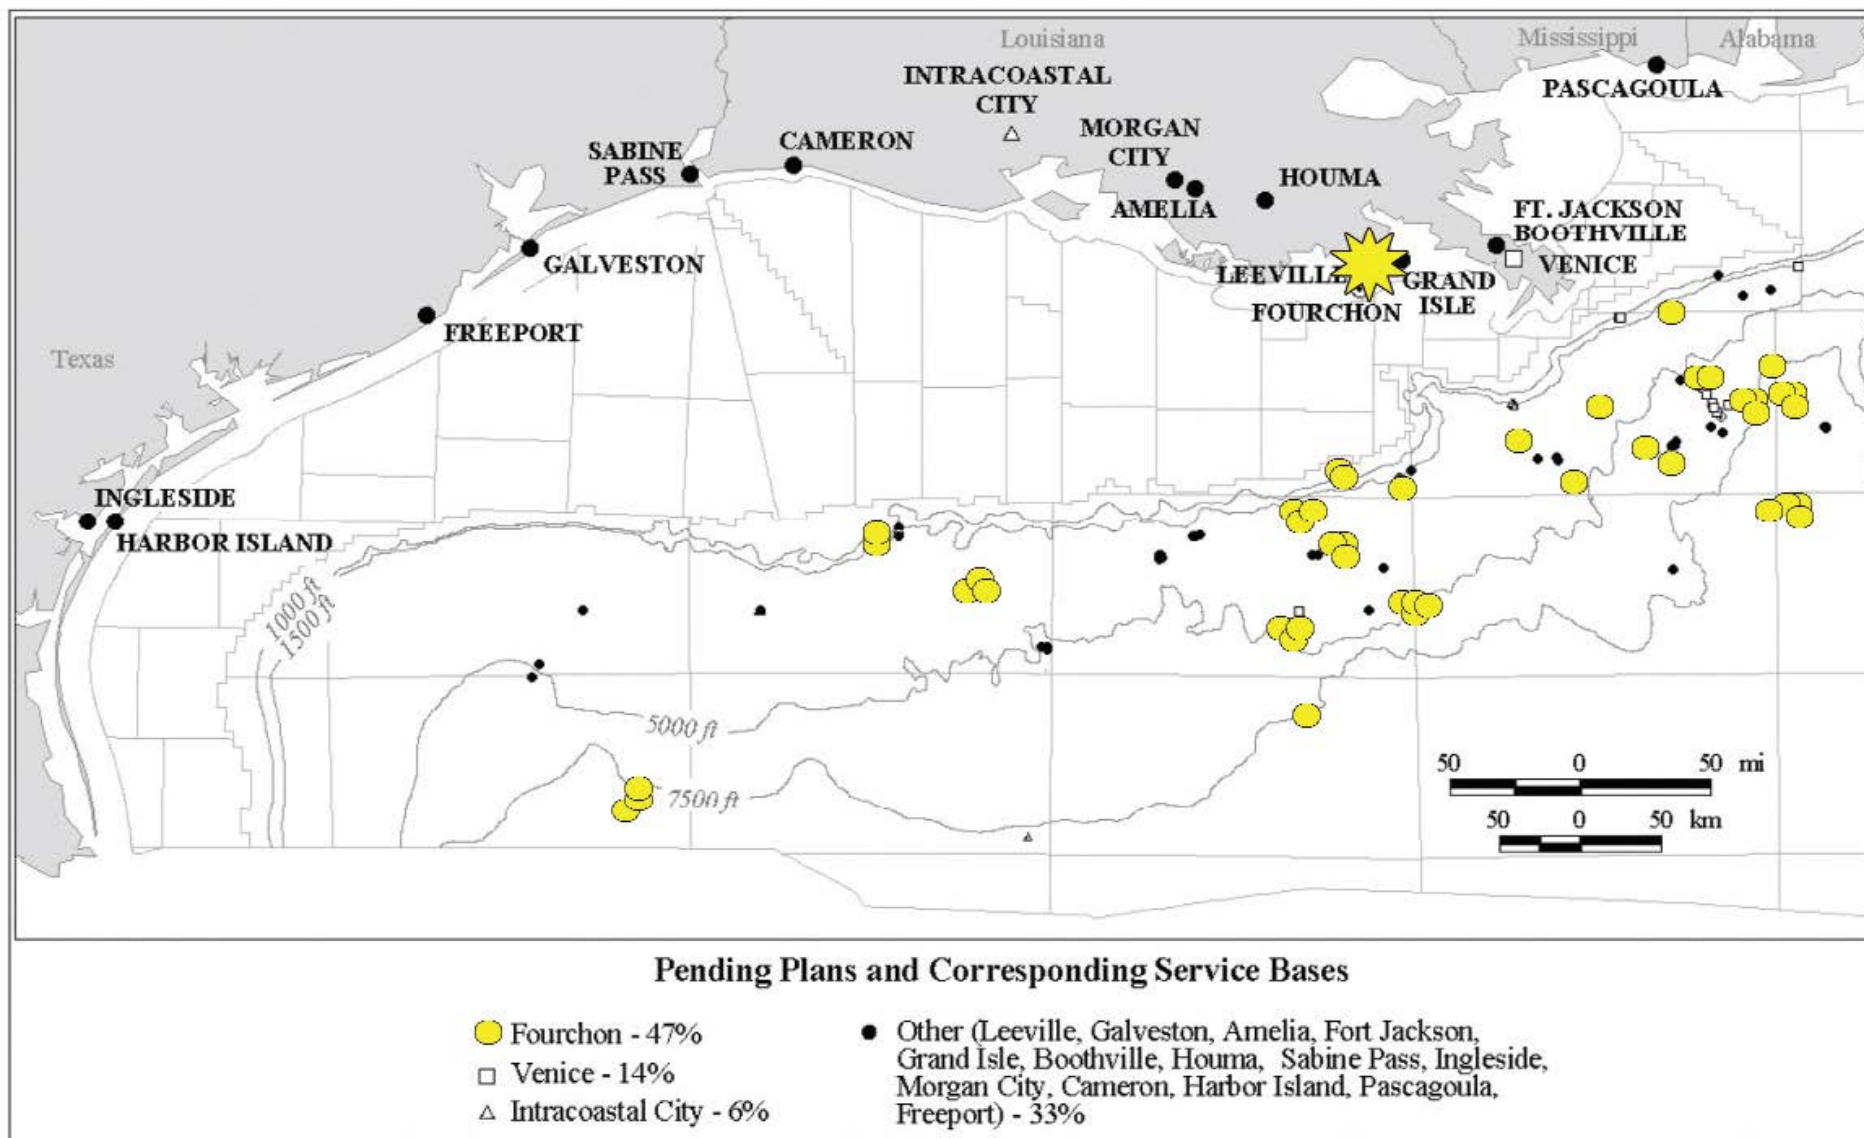 Louisiana
Mississippi
Alabama
INTRACOASTAL
CITY
PASCAGOULA
MORGAN
CITY
CAMERON
SABINE
PASS
HOUMA
AMELIA
FT. JACKSON
BOOTHVILLE
VENICE
GALVESTON
LEEVILLE
GRAND
ISLE
FOURCHON
FREEPORT
Texas
INGLESIDE
HARBOR ISLAND
1000 ft
1500 ft
5000 ft
7500 ft
50 0 50 mi
50 0 50 km
Pending Plans and Corresponding Service Bases
Fourchon - 47%
Venice - 14%
Intracoastal City - 6%
Other (Leeville, Galveston, Amelia, Fort Jackson,
Grand Isle, Boothville, Houma, Sabine Pass, Ingleside,
Morgan City, Cameron, Harbor Island, Pascagoula,
Freeport) - 33%